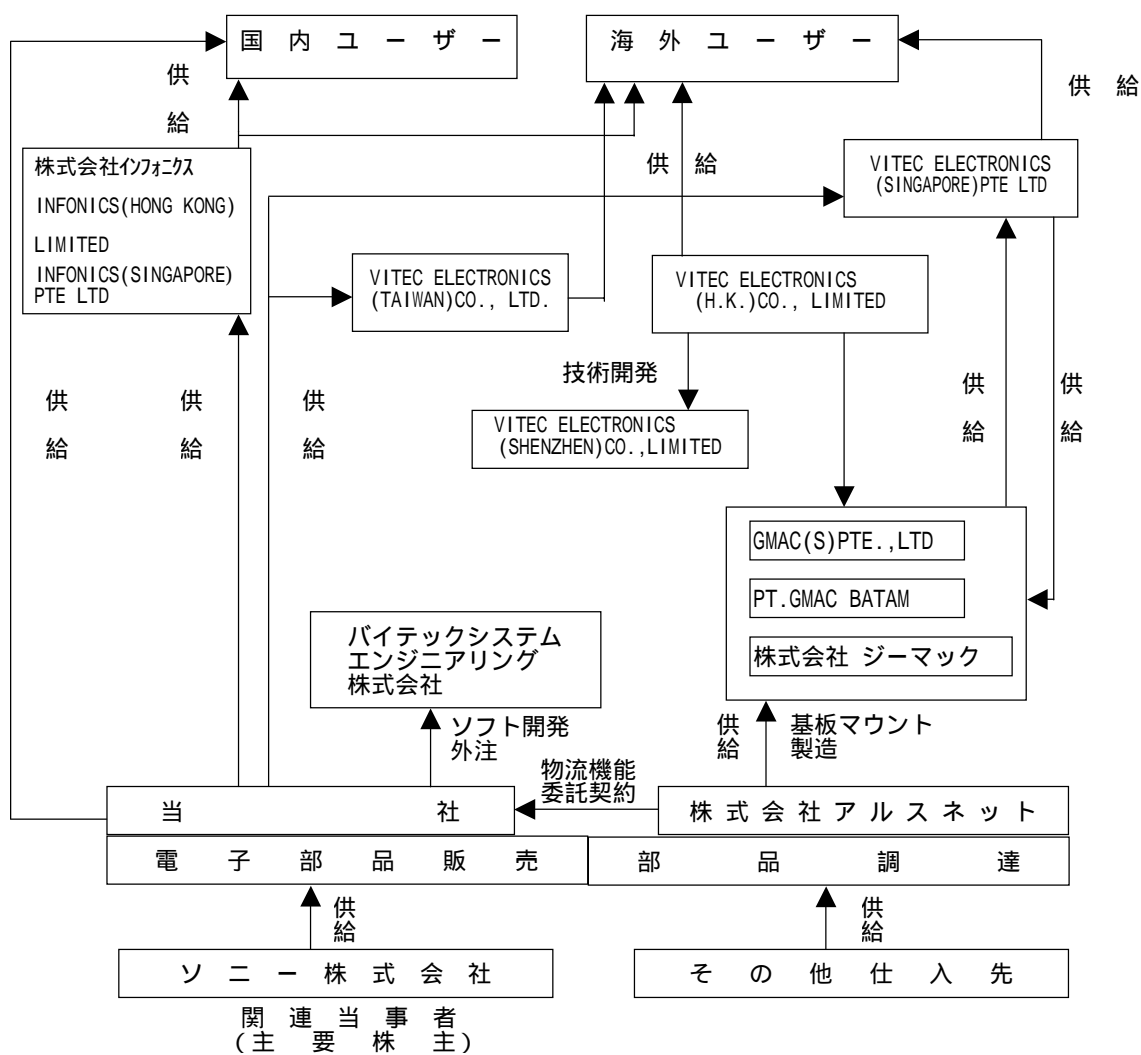 国内ユーザー
海外ユーザー
供給
供給
株式会社ｲﾝﾌｫﾆｸｽ
INFONICS(HONG KONG)
LIMITED
INFONICS(SINGAPORE)
PTE LTD
供給
VITEC ELECTRONICS
(SINGAPORE)PTE LTD
VITEC ELECTRONICS
(TAIWAN)CO., LTD.
VITEC ELECTRONICS
(H.K.)CO., LIMITED
技術開発
供給
供給
供給
供給
供給
VITEC ELECTRONICS
(SHENZHEN)CO.,LIMITED
GMAC(S)PTE.,LTD
PT.GMAC BATAM
株式会社 ジーマック
バイテックシステム
エンジニアリング
株式会社
ソフト開発
外注
供給
基板マウント
製造
物流機能
委託契約
当社
株式会社アルスネット
電子部品販売
部品調達
供給
供給
ソニー株式会社
その他仕入先
関連当事者
(主要株主)